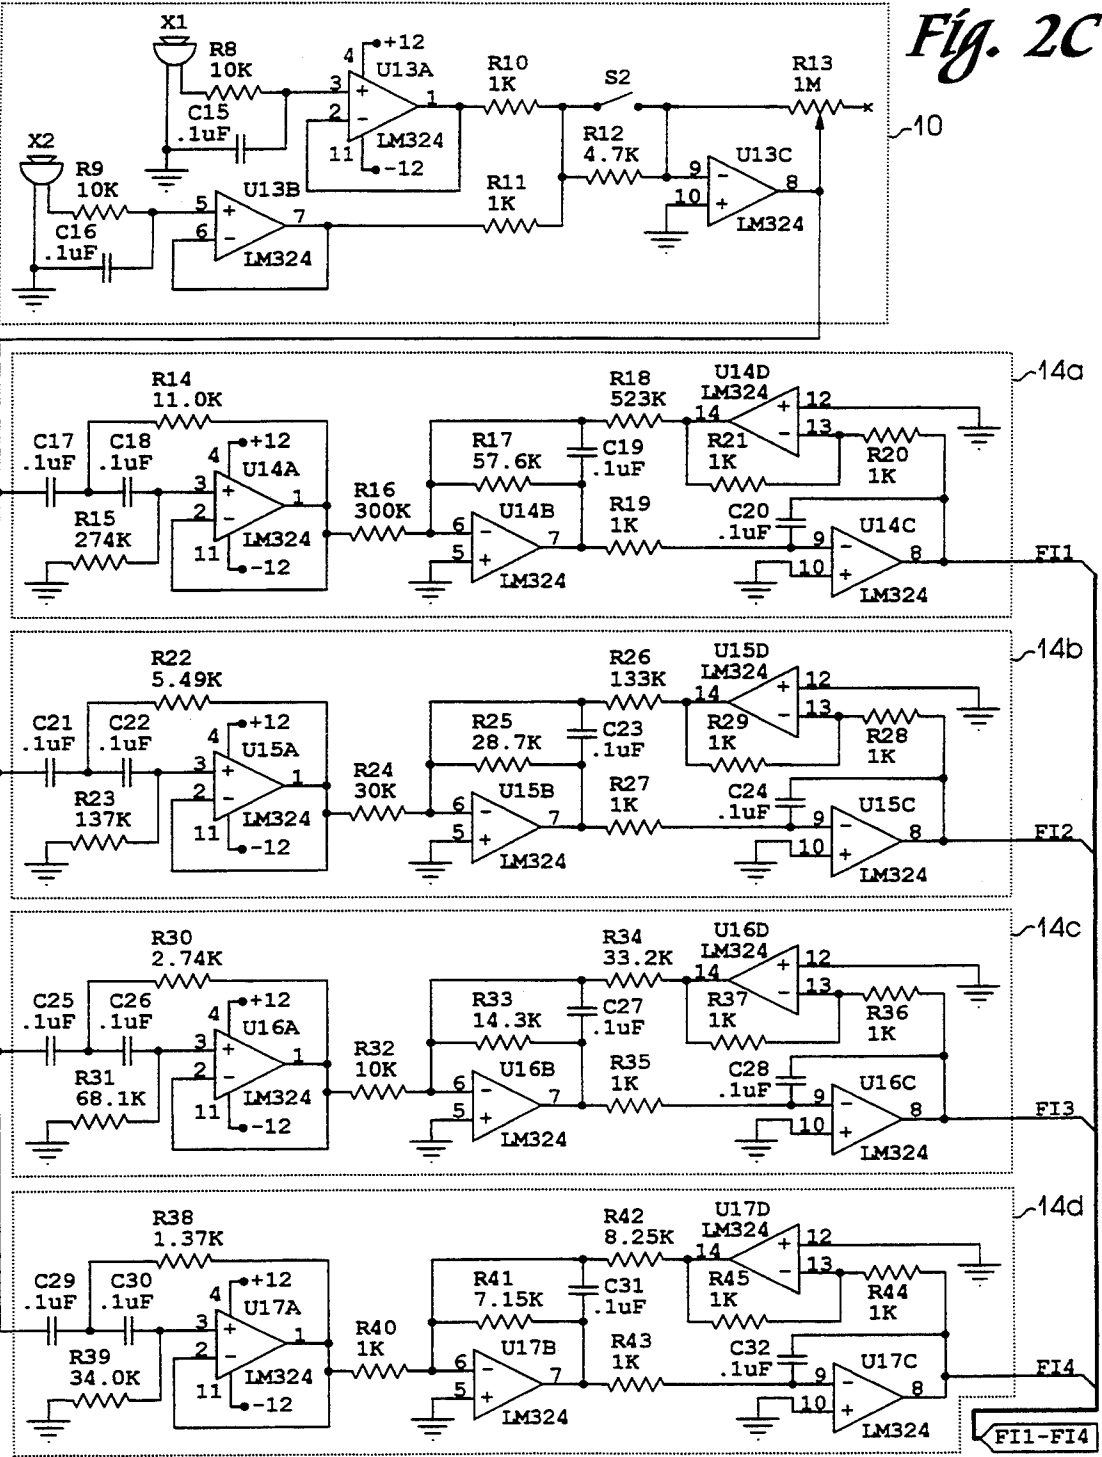 Fig. 2C
X1
R8
10K
C15
.1uF
4
+12
U13A
3
2
1
LM324
11
-12
R10
1K
S2
R13
1M
10
X2
R9
10K
C16
.1uF
U13B
5
6
7
LM324
R11
1K
R12
4.7K
U13C
9
10
8
LM324
14a
R14
11.0K
C17
.1uF
C18
.1uF
R15
274K
4
+12
U14A
3
2
1
LM324
11
-12
R16
300K
R17
57.6K
U14B
6
5
7
LM324
R18
523K
C19
.1uF
R19
1K
U14D
LM324
14
12
13
R21
1K
R20
1K
C20
.1uF
U14C
9
10
8
LM324
FI1
14b
R22
5.49K
C21
.1uF
C22
.1uF
R23
137K
4
+12
U15A
3
2
1
LM324
11
-12
R24
30K
R25
28.7K
U15B
6
5
7
LM324
R26
133K
C23
.1uF
R27
1K
U15D
LM324
14
12
13
R29
1K
R28
1K
C24
.1uF
U15C
9
10
8
LM324
FI2
14c
R30
2.74K
C25
.1uF
C26
.1uF
R31
68.1K
4
+12
U16A
3
2
1
LM324
11
-12
R32
10K
R33
14.3K
U16B
6
5
7
LM324
R34
33.2K
C27
.1uF
R35
1K
U16D
LM324
14
12
13
R37
1K
R36
1K
C28
.1uF
U16C
9
10
8
LM324
FI3
14d
R38
1.37K
C29
.1uF
C30
.1uF
R39
34.0K
4
+12
U17A
3
2
1
LM324
11
-12
R40
1K
R41
7.15K
U17B
6
5
7
LM324
R42
8.25K
C31
.1uF
R43
1K
U17D
LM324
14
12
13
R45
1K
R44
1K
C32
.1uF
U17C
9
10
8
LM324
FI4
FI1-FI4